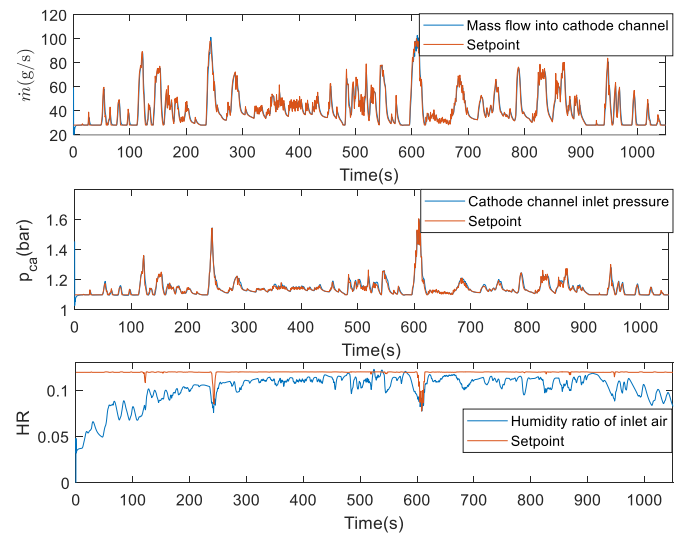 120
100
80
60
40
20
ṁ(g/s)
Mass flow into cathode channel
Setpoint
0 100 200 300 400 500 600 700 800 900 1000
Time(s)
1.6
1.4
1.2
1
p_ca(bar)
Cathode channel inlet pressure
Setpoint
0 100 200 300 400 500 600 700 800 900 1000
Time(s)
0.1
0.05
0
HR
Humidity ratio of inlet air
Setpoint
0 100 200 300 400 500 600 700 800 900 1000
Time(s)